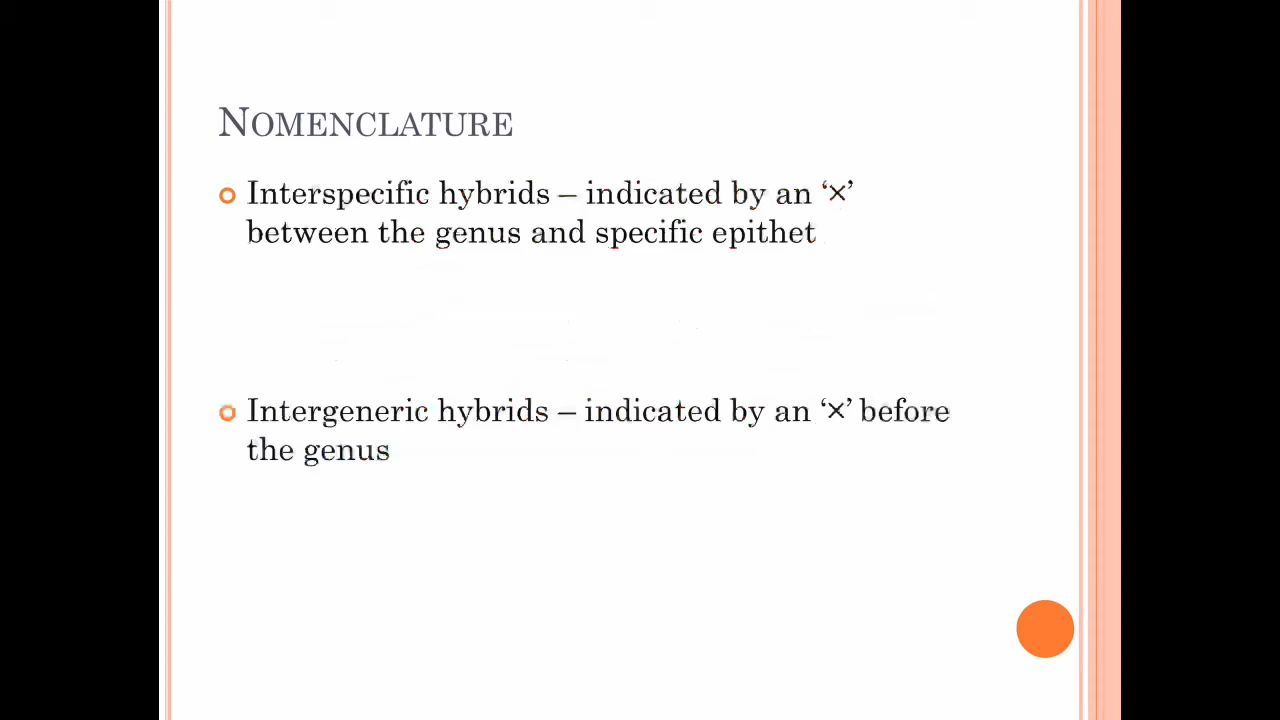 NOMENCLATURE
Interspecific hybrids – indicated by an ‘×’
between the genus and specific epithet
Intergeneric hybrids – indicated by an ‘×’ before
the genus